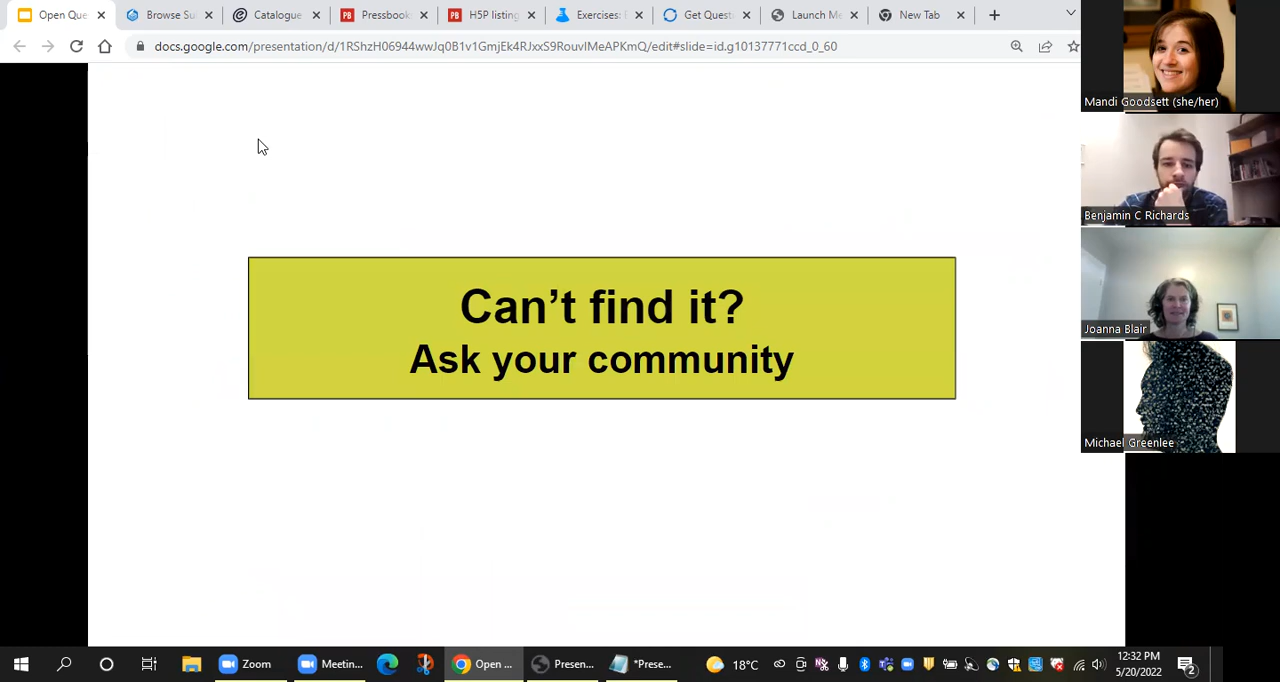 Open Que
Browse Su
Catalogue
Pressbook
H5P listing
Exercises:
Get Quest
Launch Me
New Tab
docs.google.com/presentation/d/1RShzH06944wwJq0B1v1GmjEk4RJxxS9RouvIMeAPKmQ/edit#slide=id.g10137771ccd_0_60
Mandi Goodsett (she/her)
Benjamin C Richards
Joanna Blair
Michael Greenlee
Can't find it?
Ask your community
Zoom
Meetin...
Open ...
Presen...
*Prese...
18°C
12:32 PM
5/20/2022
2